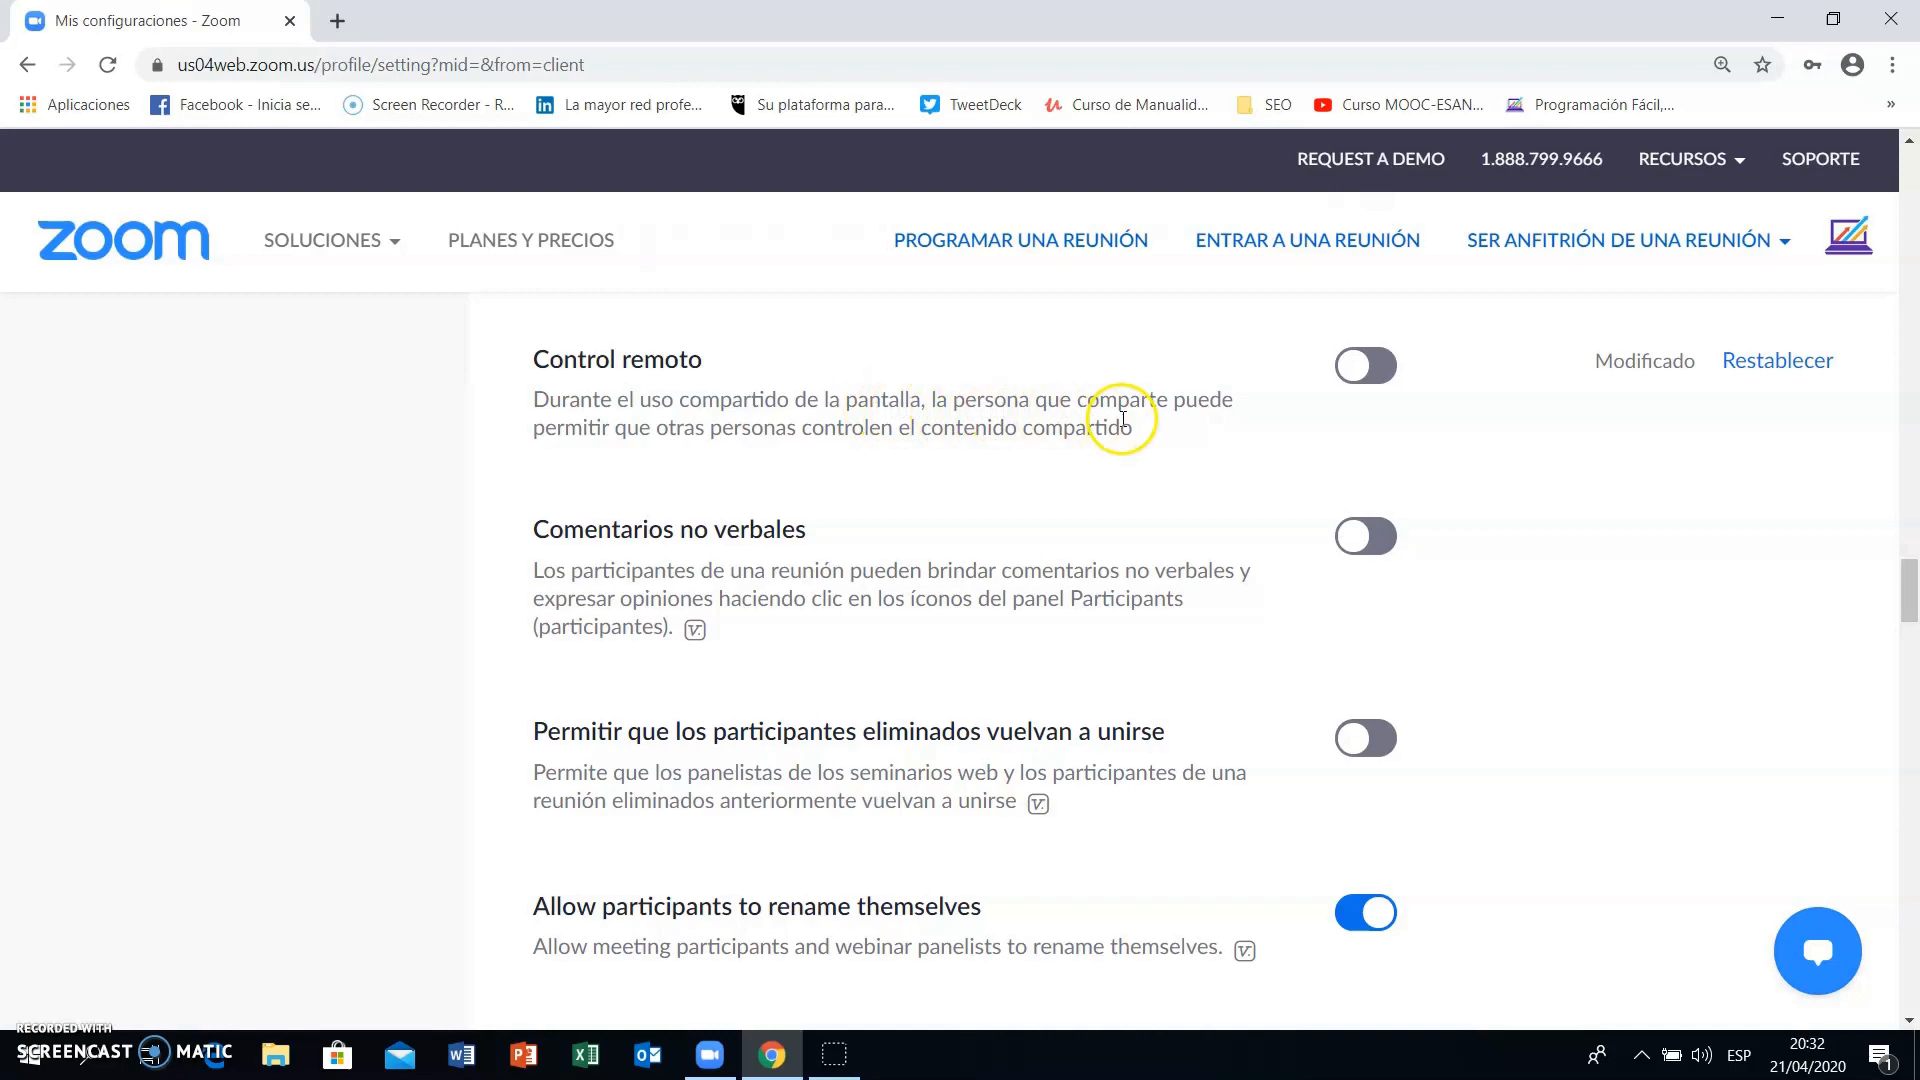 Mis configuraciones - Zoom
us04web.zoom.us/profile/setting?mid=&from=client
Aplicaciones
Facebook - Inicia se...
Screen Recorder - R...
La mayor red profe...
Su plataforma para...
TweetDeck
Curso de Manualid...
SEO
Curso MOOC-ESAN...
Programación Fácil,...
»
REQUEST A DEMO
1.888.799.9666
RECURSOS
SOPORTE
zoom
SOLUCIONES
PLANES Y PRECIOS
PROGRAMAR UNA REUNIÓN
ENTRAR A UNA REUNIÓN
SER ANFITRIÓN DE UNA REUNIÓN
Control remoto
Modificado
Restablecer
Durante el uso compartido de la pantalla, la persona que comparte puede
permitir que otras personas controlen el contenido compartido
Comentarios no verbales
Los participantes de una reunión pueden brindar comentarios no verbales y
expresar opiniones haciendo clic en los íconos del panel Participants
(participantes).
Permitir que los participantes eliminados vuelvan a unirse
Permite que los panelistas de los seminarios web y los participantes de una
reunión eliminados anteriormente vuelvan a unirse
Allow participants to rename themselves
Allow meeting participants and webinar panelists to rename themselves.
RECORDED WITH
SCREENCAST MATIC
ESP
20:32
21/04/2020
1